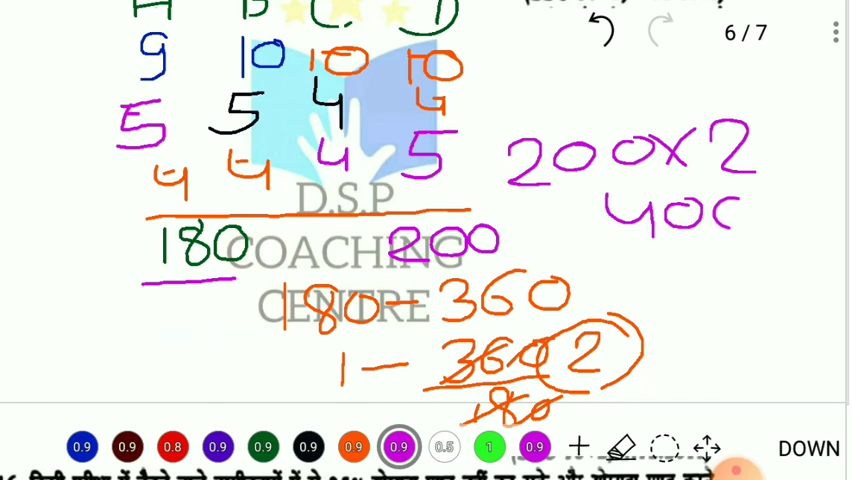 A B C D
6 / 7
9 10 10 10
5 5 4 4
4 4 4 5
200x2
400
D.S.P
180 200
COACHING
180 - 360
CENTRE
1 - 360 2
180
0.9 0.9 0.8 0.9 0.9 0.9 0.9 0.9 0.5 1 0.9
DOWN